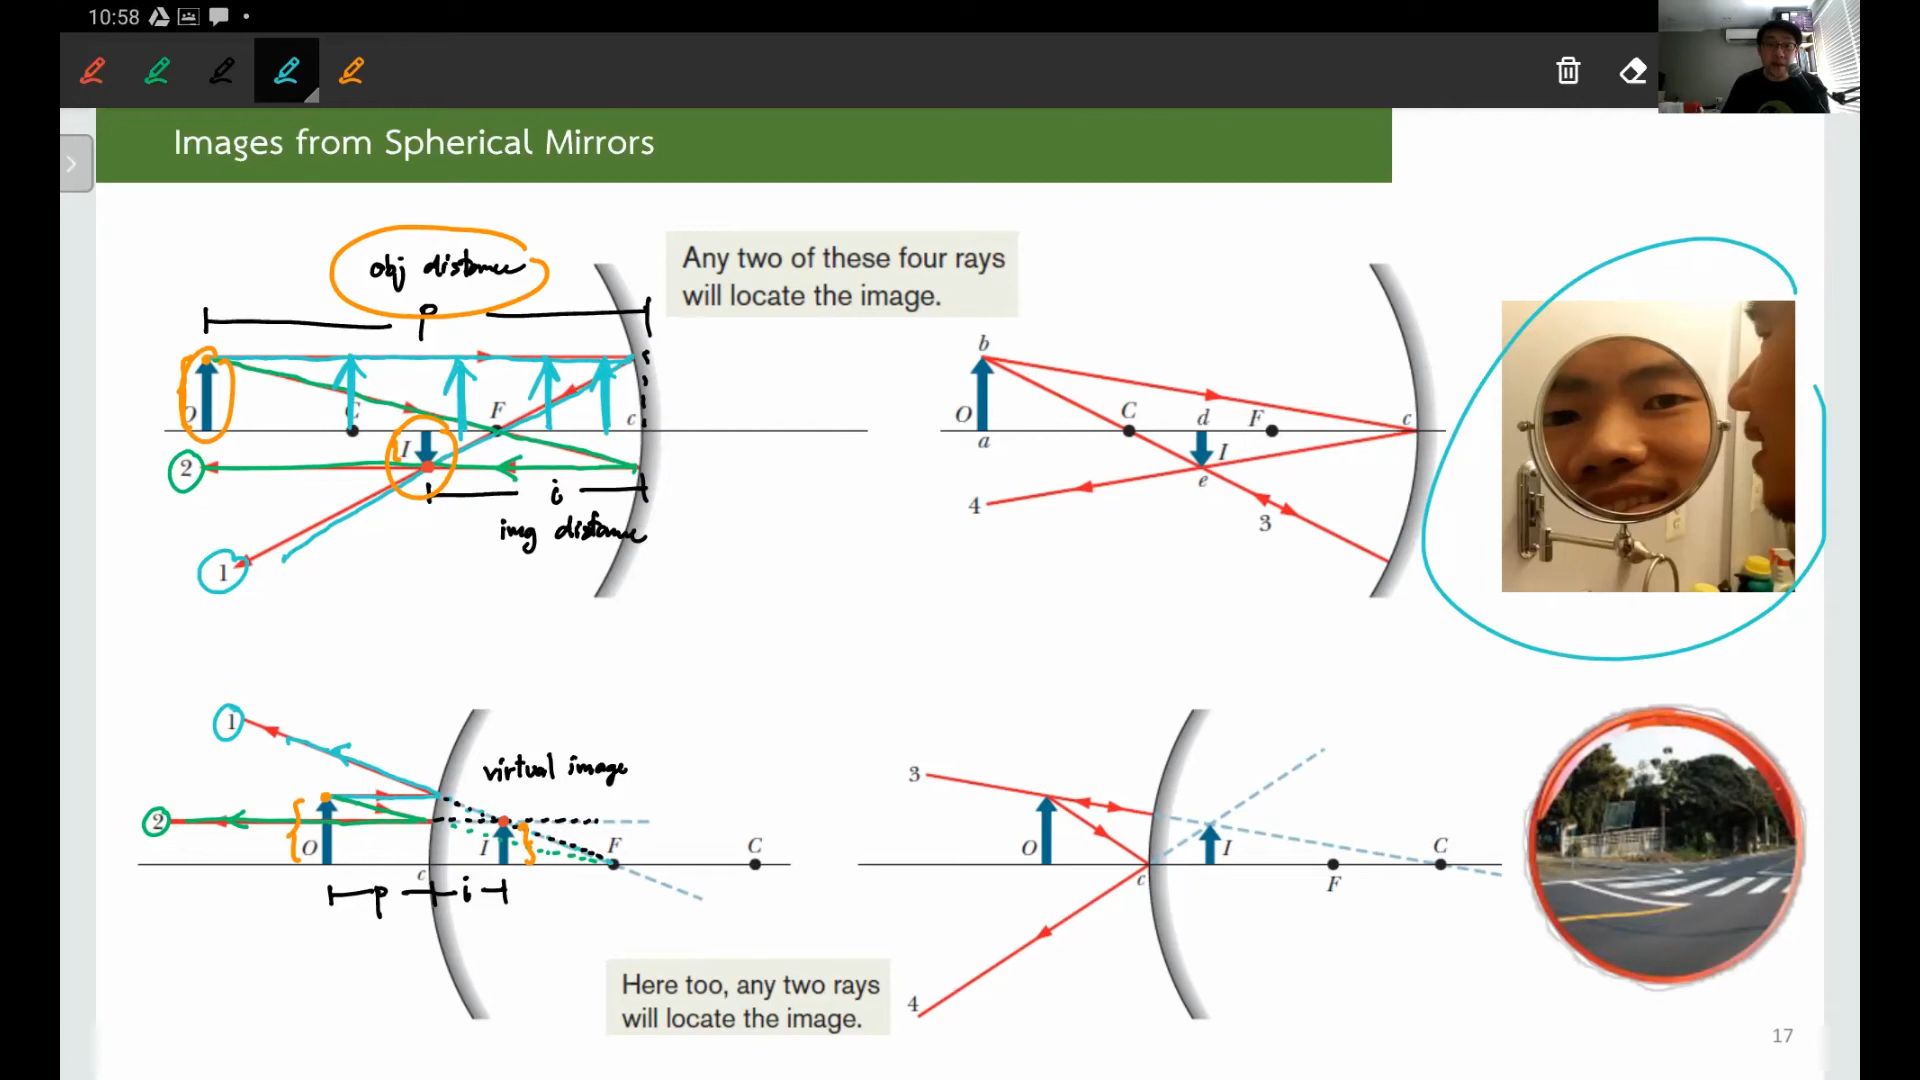 10:58
Images from Spherical Mirrors
obj distance
p
Any two of these four rays
will locate the image.
O
C
F
c
I
2
i
img distance
1
b
O
a
C
d
F
c
I
e
4
3
1
virtual image
2
O
I
F
C
c
p
i
3
O
I
C
c
F
4
Here too, any two rays
will locate the image.
17